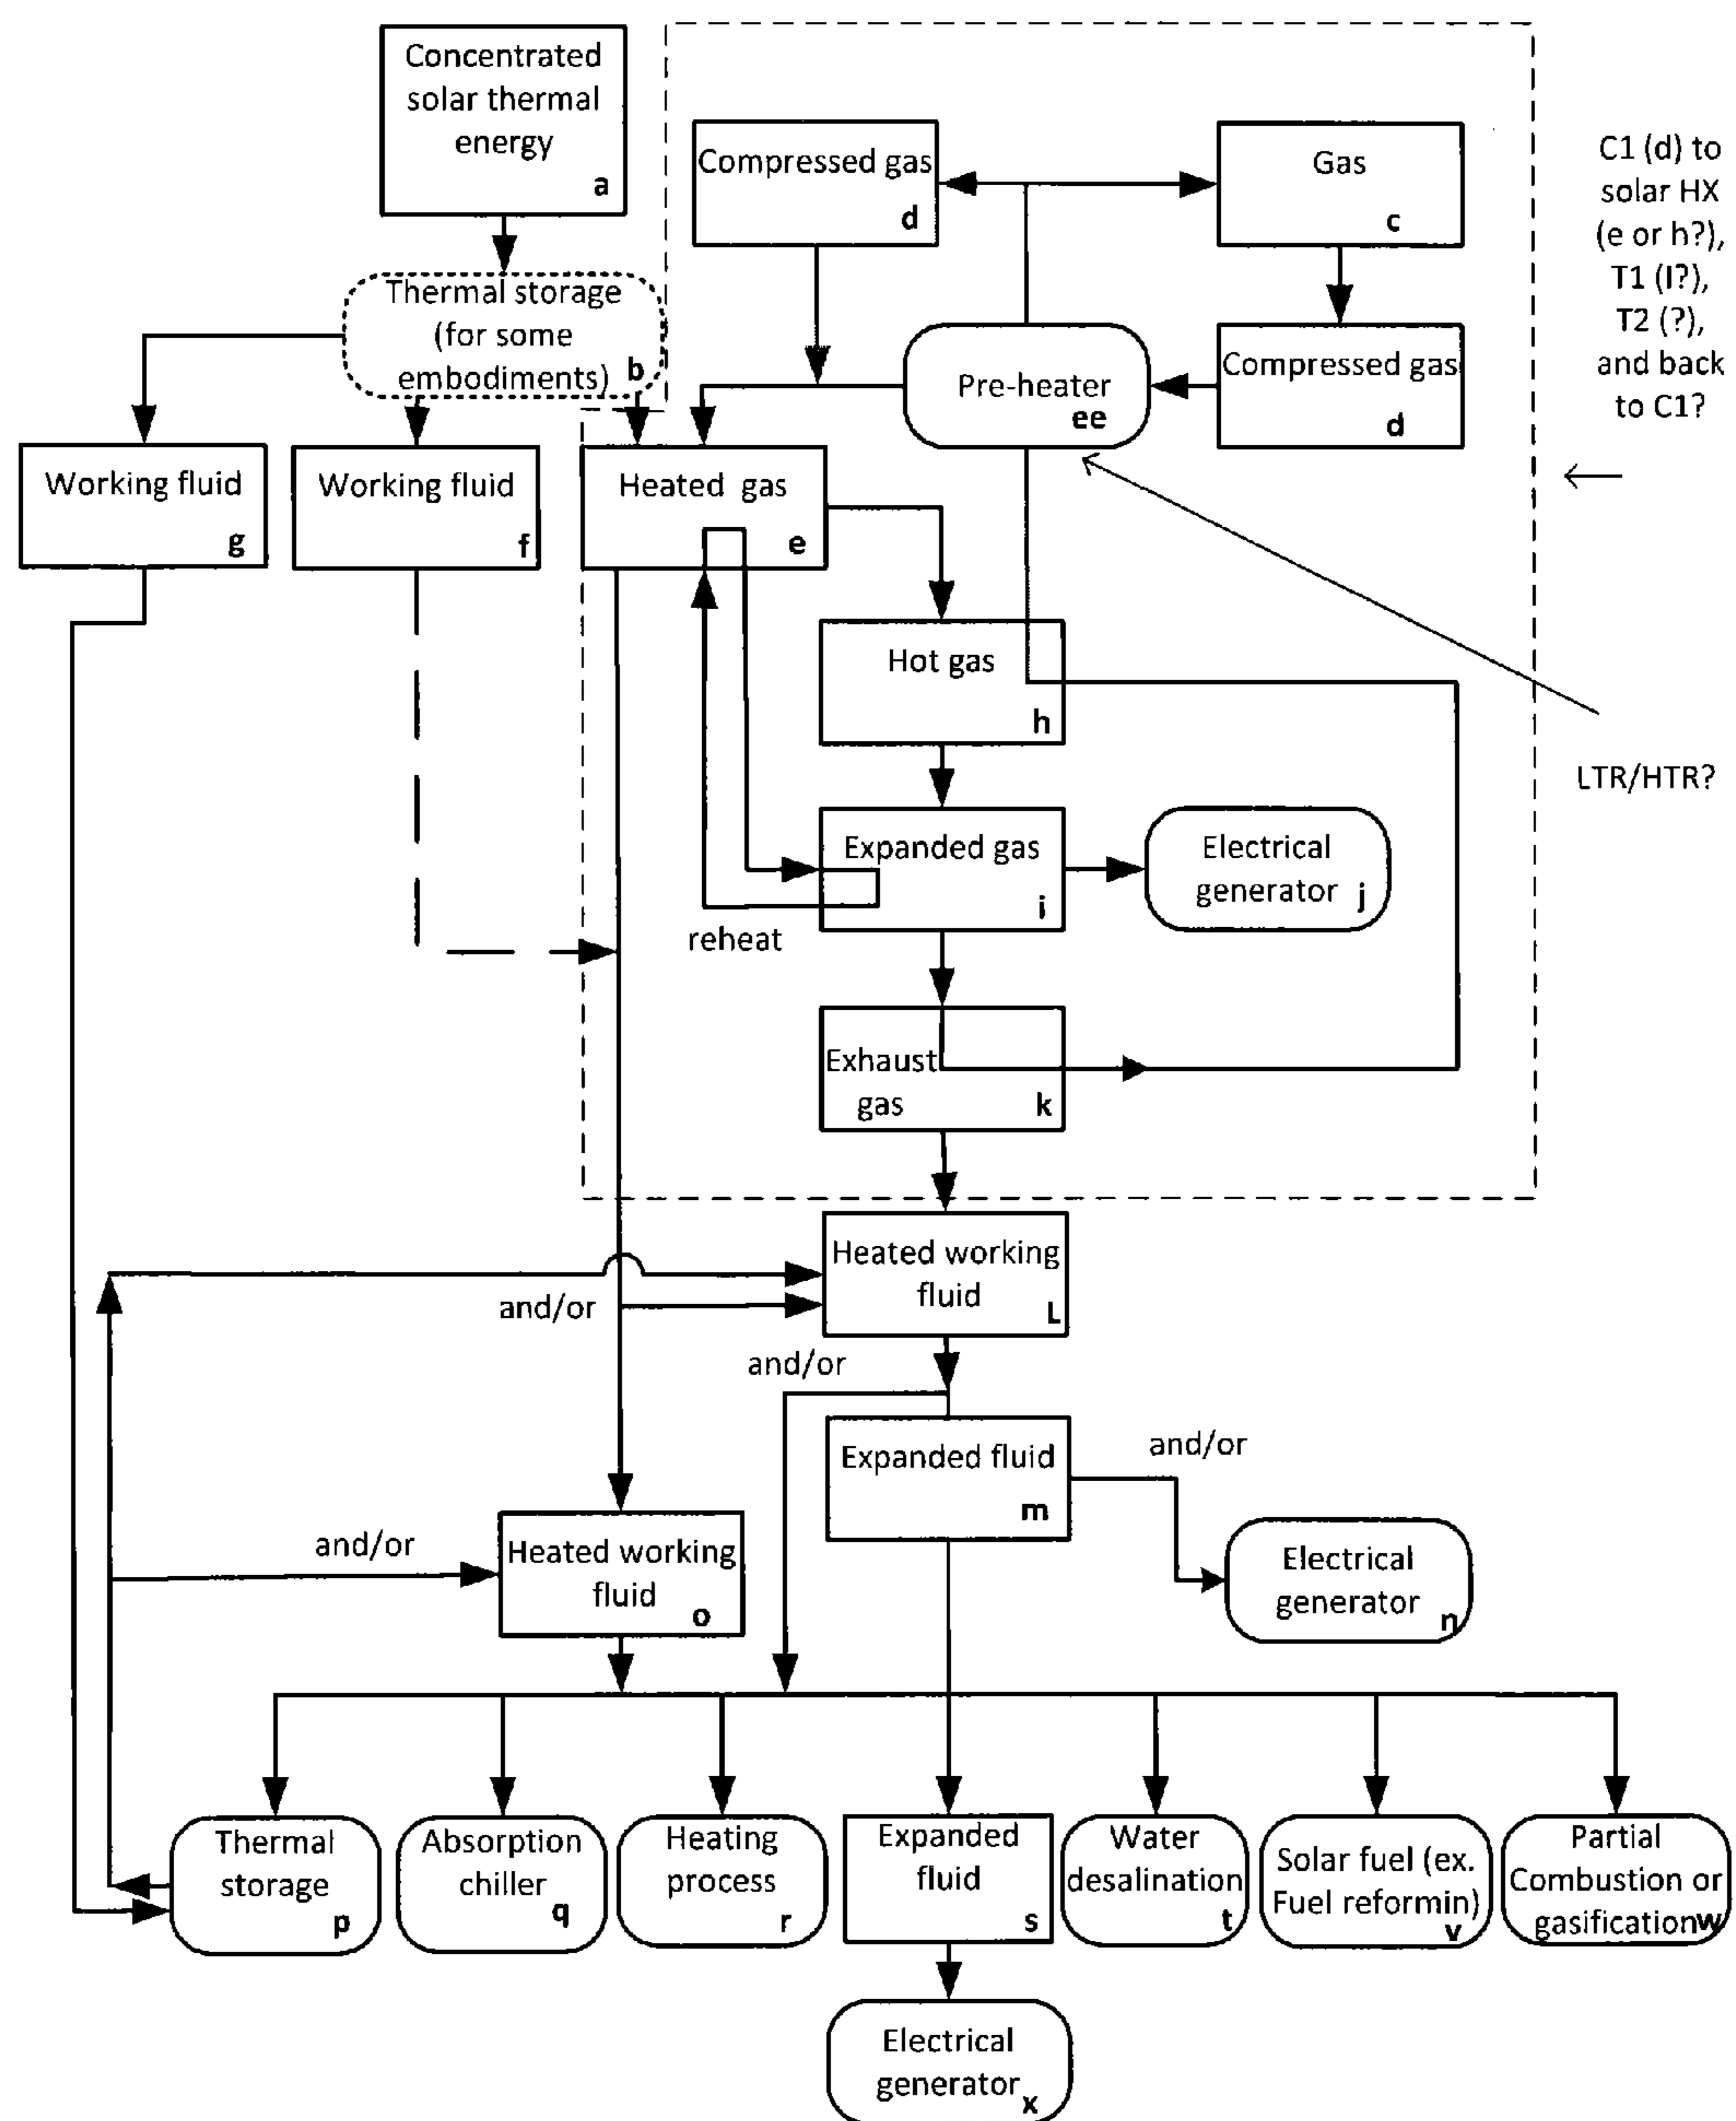 Concentrated
solar thermal
energy
a
Compressed gas
d
Gas
c
C1 (d) to
solar HX
(e or h?),
T1 (I?),
T2 (?),
and back
to C1?
Thermal storage
(for some
embodiments)
b
Pre-heater
ee
Compressed gas
d
Working fluid
g
Working fluid
f
Heated gas
e
Hot gas
h
LTR/HTR?
Expanded gas
i
Electrical
generator
j
reheat
Exhaust
gas
k
Heated working
fluid
L
and/or
and/or
Expanded fluid
m
and/or
and/or
Heated working
fluid
o
Electrical
generator
n
Thermal
storage
p
Absorption
chiller
q
Heating
process
r
Expanded
fluid
s
Water
desalination
t
Solar fuel (ex.
Fuel reformin)
v
Partial
Combustion or
gasification
w
Electrical
generator
x